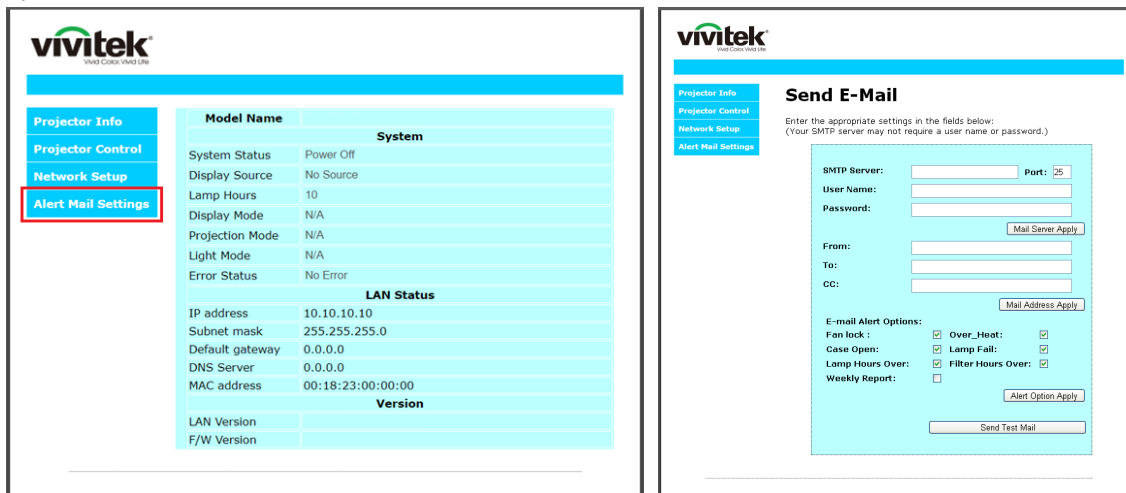 vivitek
Vivid Color, Vivid Life
Projector Info
Projector Control
Network Setup
Alert Mail Settings
Model Name
System
System Status Power Off
Display Source No Source
Lamp Hours 10
Display Mode N/A
Projection Mode N/A
Light Mode N/A
Error Status No Error
LAN Status
IP address 10.10.10.10
Subnet mask 255.255.255.0
Default gateway 0.0.0.0
DNS Server 0.0.0.0
MAC address 00:18:23:00:00:00
Version
LAN Version
F/W Version
vivitek
Vivid Color, Vivid Life
Projector Info
Projector Control
Network Setup
Alert Mail Settings
Send E-Mail
Enter the appropriate settings in the fields below:
(Your SMTP server may not require a user name or password.)
SMTP Server: Port: 25
User Name:
Password:
Mail Server Apply
From:
To:
CC:
Mail Address Apply
E-mail Alert Options:
Fan lock : Over_Heat:
Case Open: Lamp Fail:
Lamp Hours Over: Filter Hours Over:
Weekly Report:
Alert Option Apply
Send Test Mail